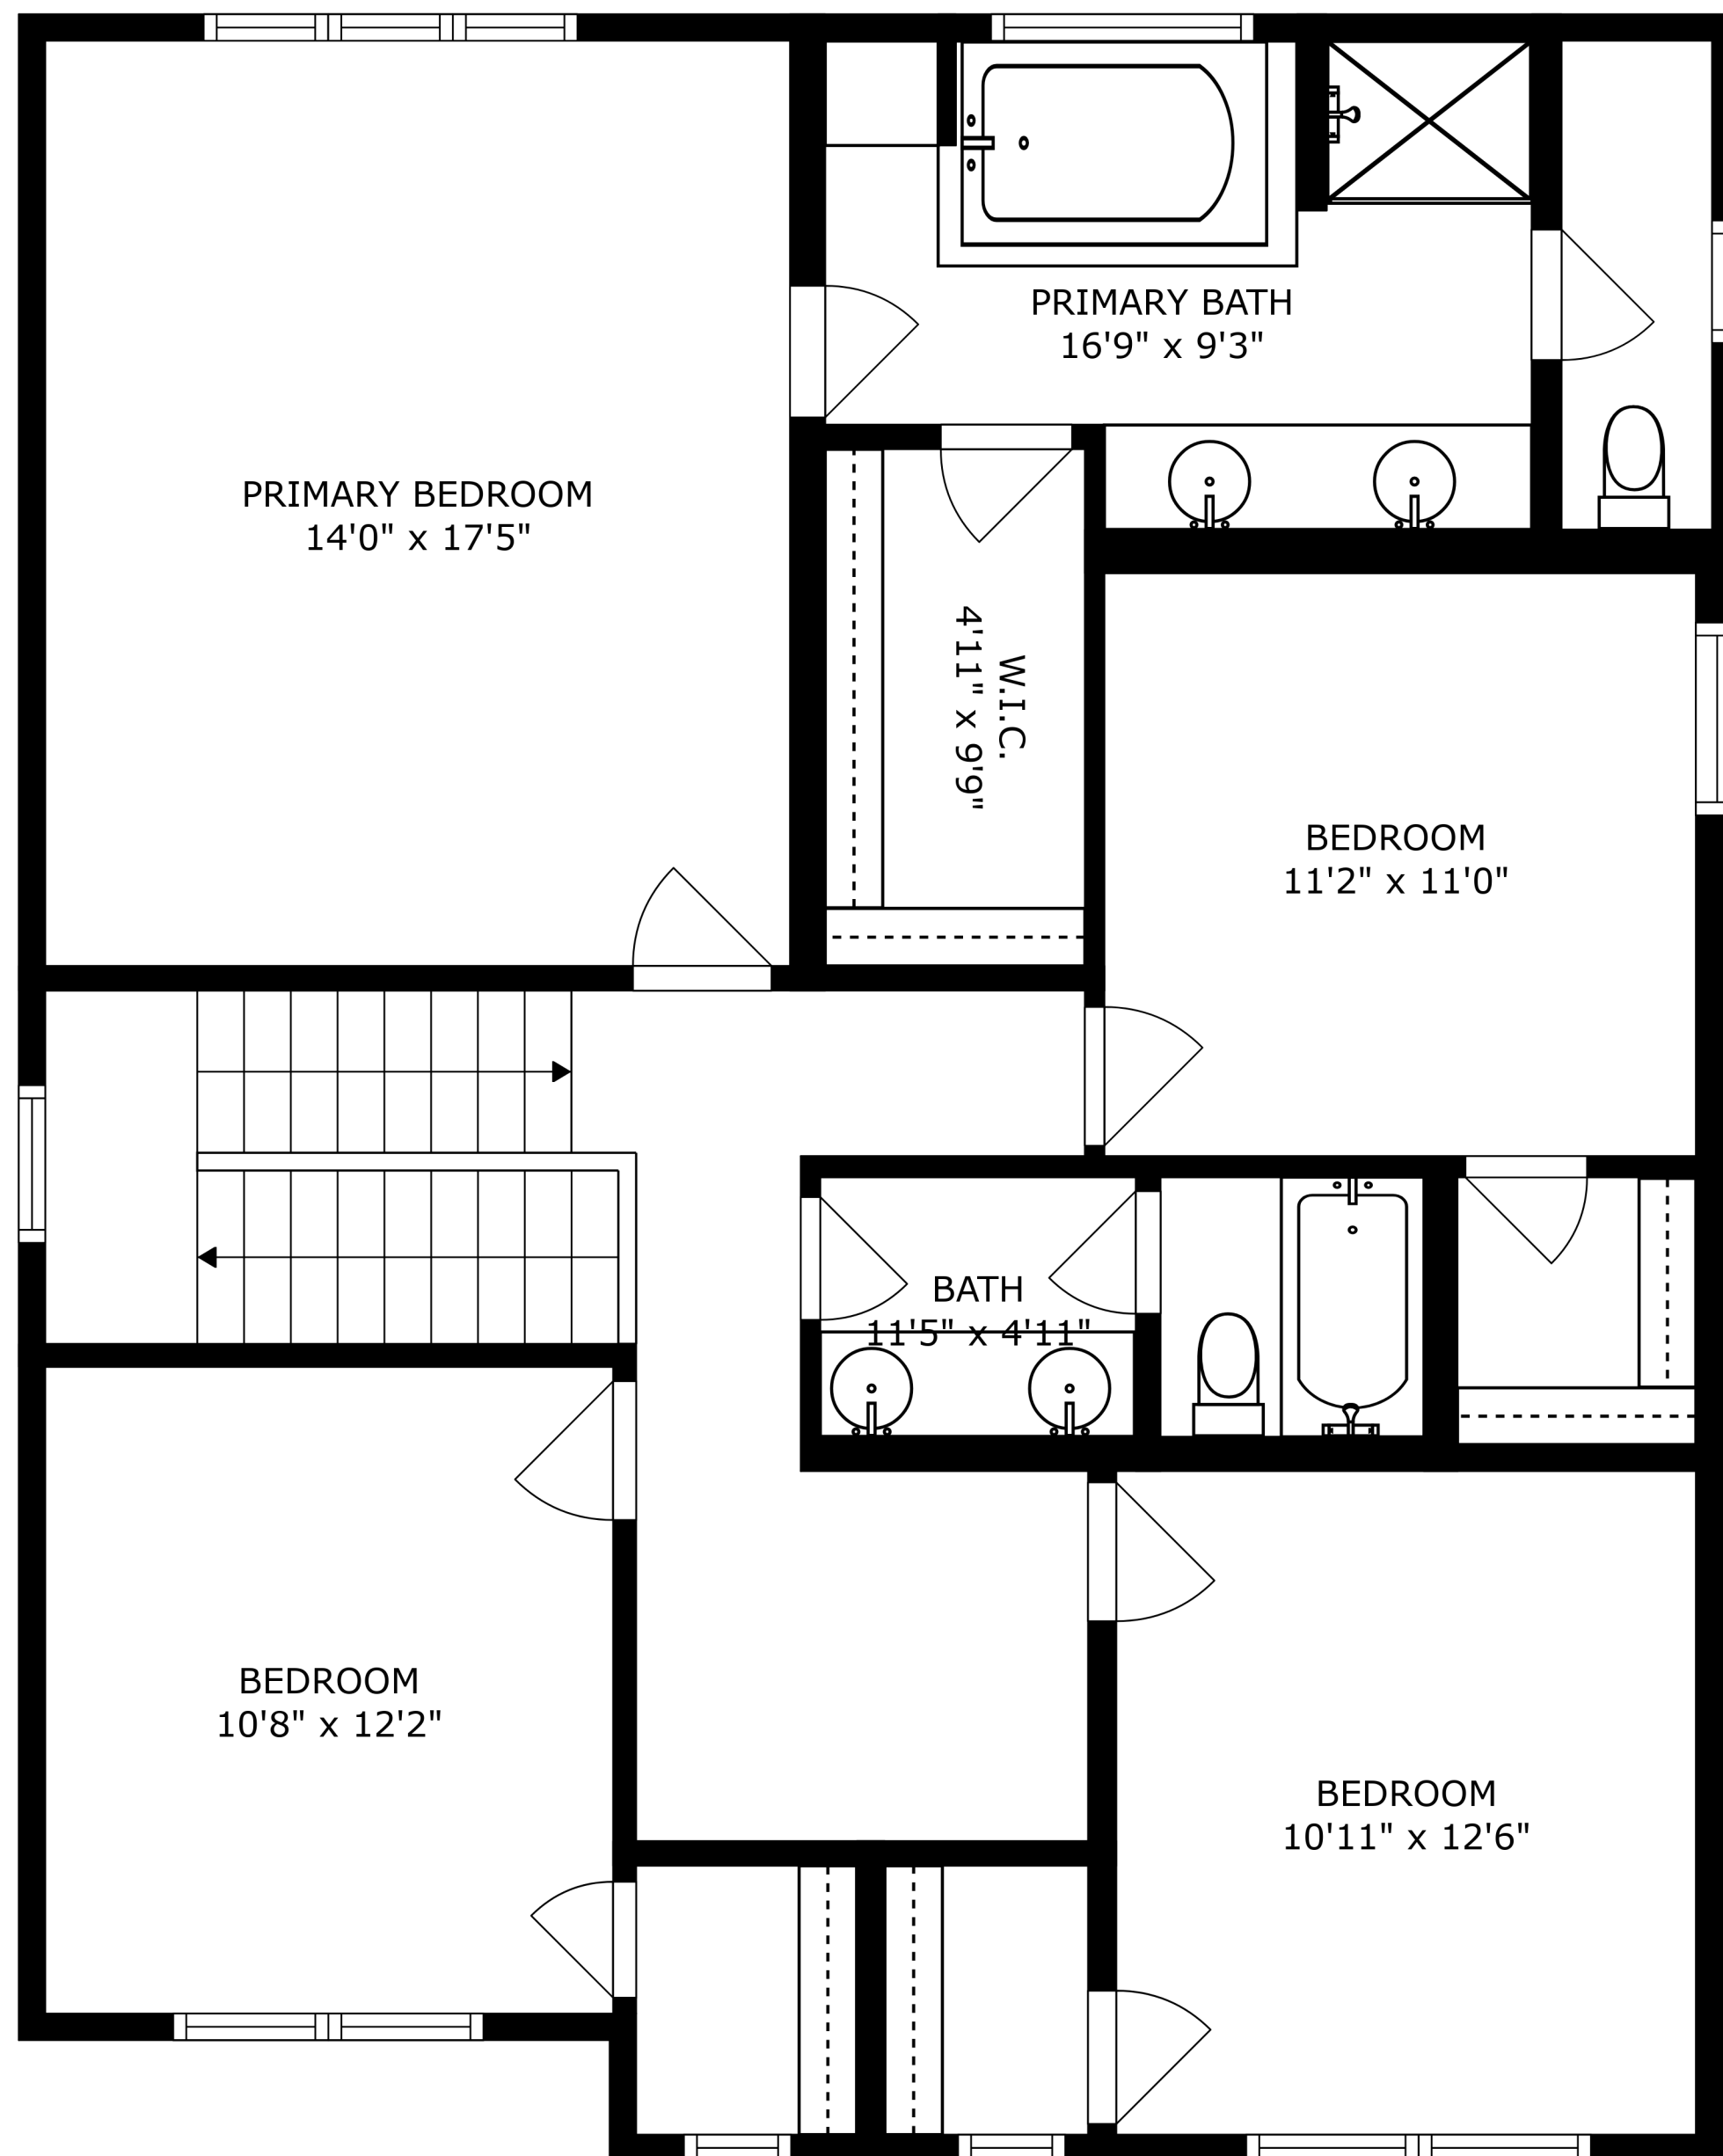 PRIMARY BATH
16'9" x 9'3"
PRIMARY BEDROOM
14'0" x 17'5"
W.I.C.
4'11" x 9'9"
BEDROOM
11'2" x 11'0"
BATH
11'5" x 4'11"
BEDROOM
10'8" x 12'2"
BEDROOM
10'11" x 12'6"